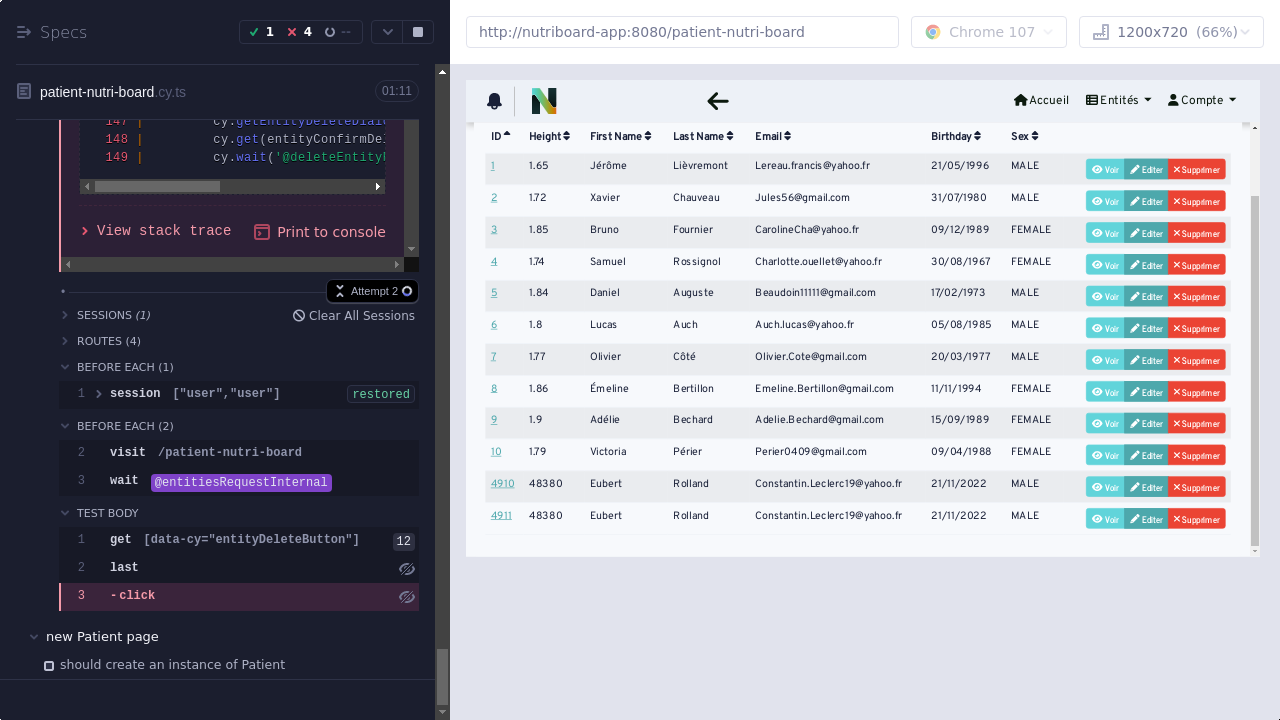 Specs
1
4
--
patient-nutri-board.cy.ts
01:11
147 | cy.getEntityDeleteDialo
148 | cy.get(entityConfirmDel
149 | cy.wait('@deleteEntityR
View stack trace
Print to console
Attempt 2
SESSIONS (1)
Clear All Sessions
ROUTES (4)
BEFORE EACH (1)
1 session ["user","user"] restored
BEFORE EACH (2)
2 visit /patient-nutri-board
3 wait @entitiesRequestInternal
TEST BODY
1 get [data-cy="entityDeleteButton"] 12
2 last
3 -click
new Patient page
should create an instance of Patient
http://nutriboard-app:8080/patient-nutri-board
Chrome 107
1200x720 (66%)
Accueil Entités Compte
ID Height First Name Last Name Email Birthday Sex
1 1.65 Jérôme Lièvremont Lereau.francis@yahoo.fr 21/05/1996 MALE Voir Editer Supprimer
2 1.72 Xavier Chauveau Jules56@gmail.com 31/07/1980 MALE Voir Editer Supprimer
3 1.85 Bruno Fournier CarolineCha@yahoo.fr 09/12/1989 FEMALE Voir Editer Supprimer
4 1.74 Samuel Rossignol Charlotte.ouellet@yahoo.fr 30/08/1967 FEMALE Voir Editer Supprimer
5 1.84 Daniel Auguste Beaudoin11111@gmail.com 17/02/1973 MALE Voir Editer Supprimer
6 1.8 Lucas Auch Auch.lucas@yahoo.fr 05/08/1985 MALE Voir Editer Supprimer
7 1.77 Olivier Côté Olivier.Cote@gmail.com 20/03/1977 MALE Voir Editer Supprimer
8 1.86 Émeline Bertillon Emeline.Bertillon@gmail.com 11/11/1994 FEMALE Voir Editer Supprimer
9 1.9 Adélie Bechard Adelie.Bechard@gmail.com 15/09/1989 FEMALE Voir Editer Supprimer
10 1.79 Victoria Périer Perier0409@gmail.com 09/04/1988 FEMALE Voir Editer Supprimer
4910 48380 Eubert Rolland Constantin.Leclerc19@yahoo.fr 21/11/2022 MALE Voir Editer Supprimer
4911 48380 Eubert Rolland Constantin.Leclerc19@yahoo.fr 21/11/2022 MALE Voir Editer Supprimer